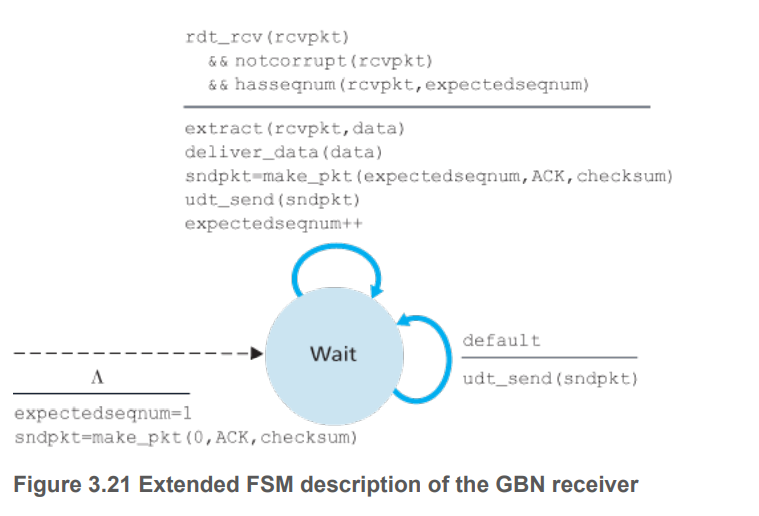 rdt_rcv(rcvpkt)
&& notcorrupt(rcvpkt)
&& hasseqnum(rcvpkt,expectedseqnum)
extract(rcvpkt,data)
deliver_data(data)
sndpkt=make_pkt(expectedseqnum,ACK,checksum)
udt_send(sndpkt)
expectedseqnum++
Wait
default
udt_send(sndpkt)
Λ
expectedseqnum=1
sndpkt=make_pkt(0,ACK,checksum)
Figure 3.21 Extended FSM description of the GBN receiver